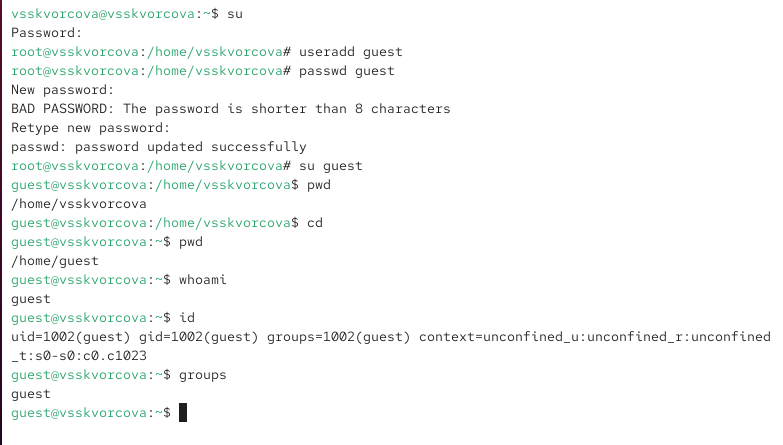 vsskvorcova@vsskvorcova:~$ su
Password:
root@vsskvorcova:/home/vsskvorcova# useradd guest
root@vsskvorcova:/home/vsskvorcova# passwd guest
New password:
BAD PASSWORD: The password is shorter than 8 characters
Retype new password:
passwd: password updated successfully
root@vsskvorcova:/home/vsskvorcova# su guest
guest@vsskvorcova:/home/vsskvorcova$ pwd
/home/vsskvorcova
guest@vsskvorcova:/home/vsskvorcova$ cd
guest@vsskvorcova:~$ pwd
/home/guest
guest@vsskvorcova:~$ whoami
guest
guest@vsskvorcova:~$ id
uid=1002(guest) gid=1002(guest) groups=1002(guest) context=unconfined_u:unconfined_r:unconfined
_t:s0-s0:c0.c1023
guest@vsskvorcova:~$ groups
guest
guest@vsskvorcova:~$